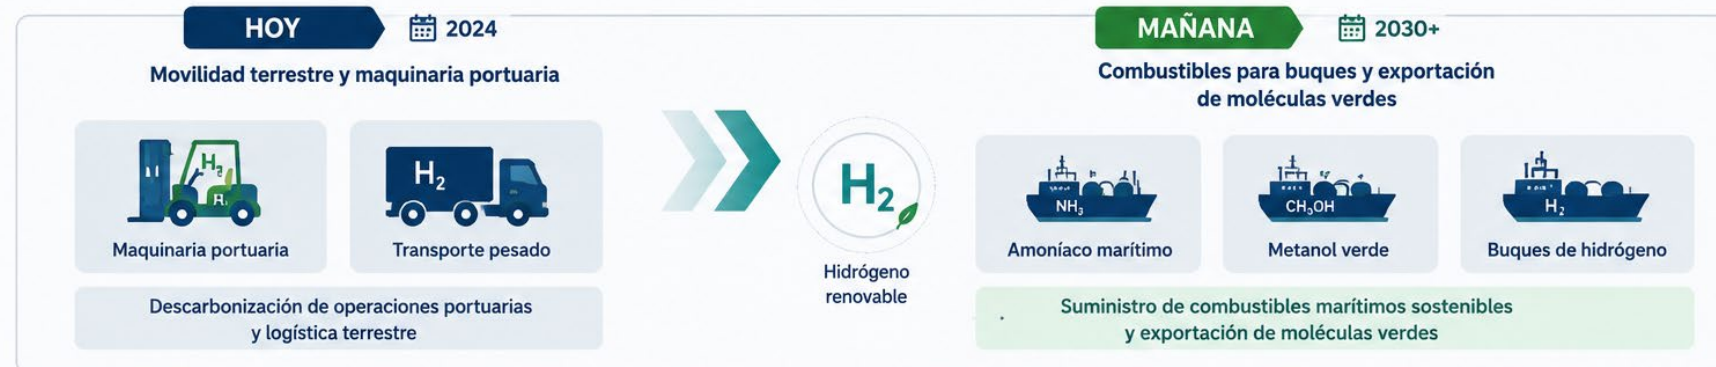 HOY
2024
Movilidad terrestre y maquinaria portuaria
H₂
Maquinaria portuaria
H₂
Transporte pesado
Descarbonización de operaciones portuarias
y logística terrestre
H₂
Hidrógeno
renovable
MAÑANA
2030+
Combustibles para buques y exportación
de moléculas verdes
NH₃
Amoníaco marítimo
CH₃OH
Metanol verde
H₂
Buques de hidrógeno
Suministro de combustibles marítimos sostenibles
y exportación de moléculas verdes